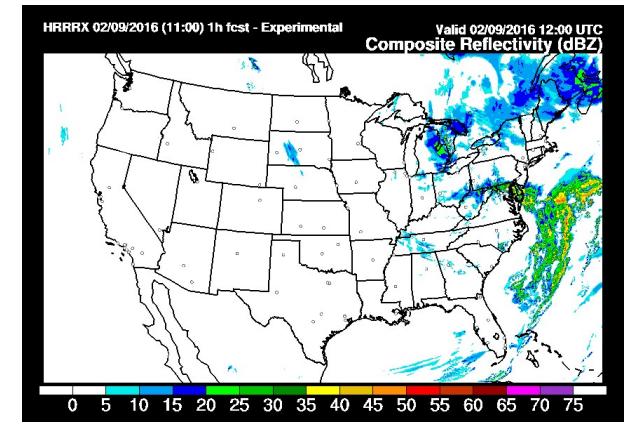 HRRRX 02/09/2016 (11:00) 1h fcst - Experimental
Valid 02/09/2016 12:00 UTC
Composite Reflectivity (dBZ)
0 5 10 15 20 25 30 35 40 45 50 55 60 65 70 75